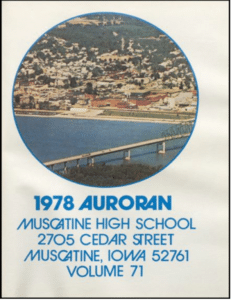 1978 AURORAN
MUSCATINE HIGH SCHOOL
2705 CEDAR STREET
MUSCATINE, IOWA 52761
VOLUME 71